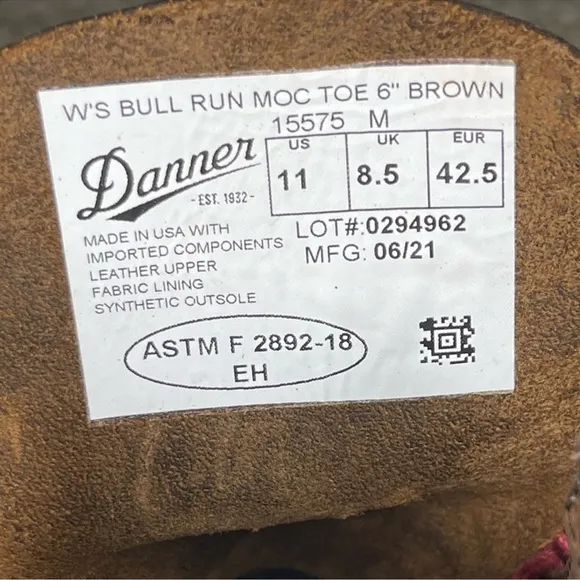 W'S BULL RUN MOC TOE 6" BROWN
15575 M
Danner
- EST. 1932 -
US UK EUR
11 8.5 42.5
LOT#:0294962
MFG: 06/21
MADE IN USA WITH
IMPORTED COMPONENTS
LEATHER UPPER
FABRIC LINING
SYNTHETIC OUTSOLE
ASTM F 2892-18
EH